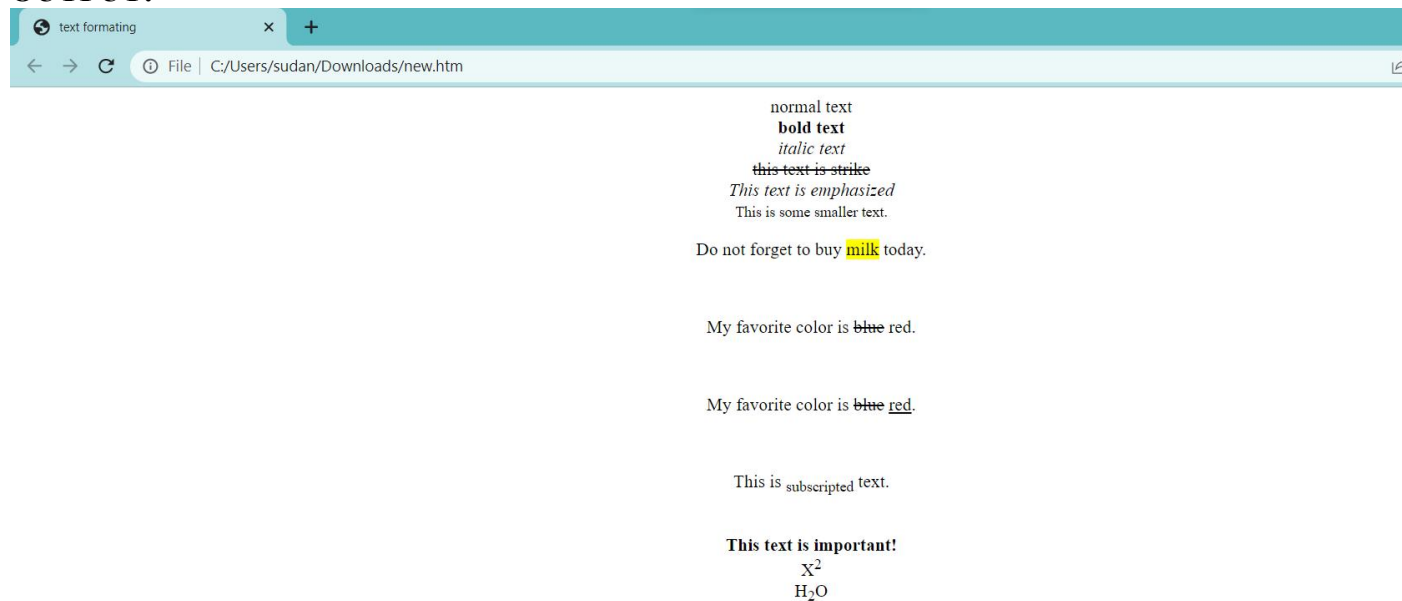 text formating
File C:/Users/sudan/Downloads/new.htm
normal text
bold text
italic text
this text is strike
This text is emphasized
This is some smaller text.
Do not forget to buy milk today.
My favorite color is blue red.
My favorite color is blue red.
This is subscripted text.
This text is important!
X²
H₂O